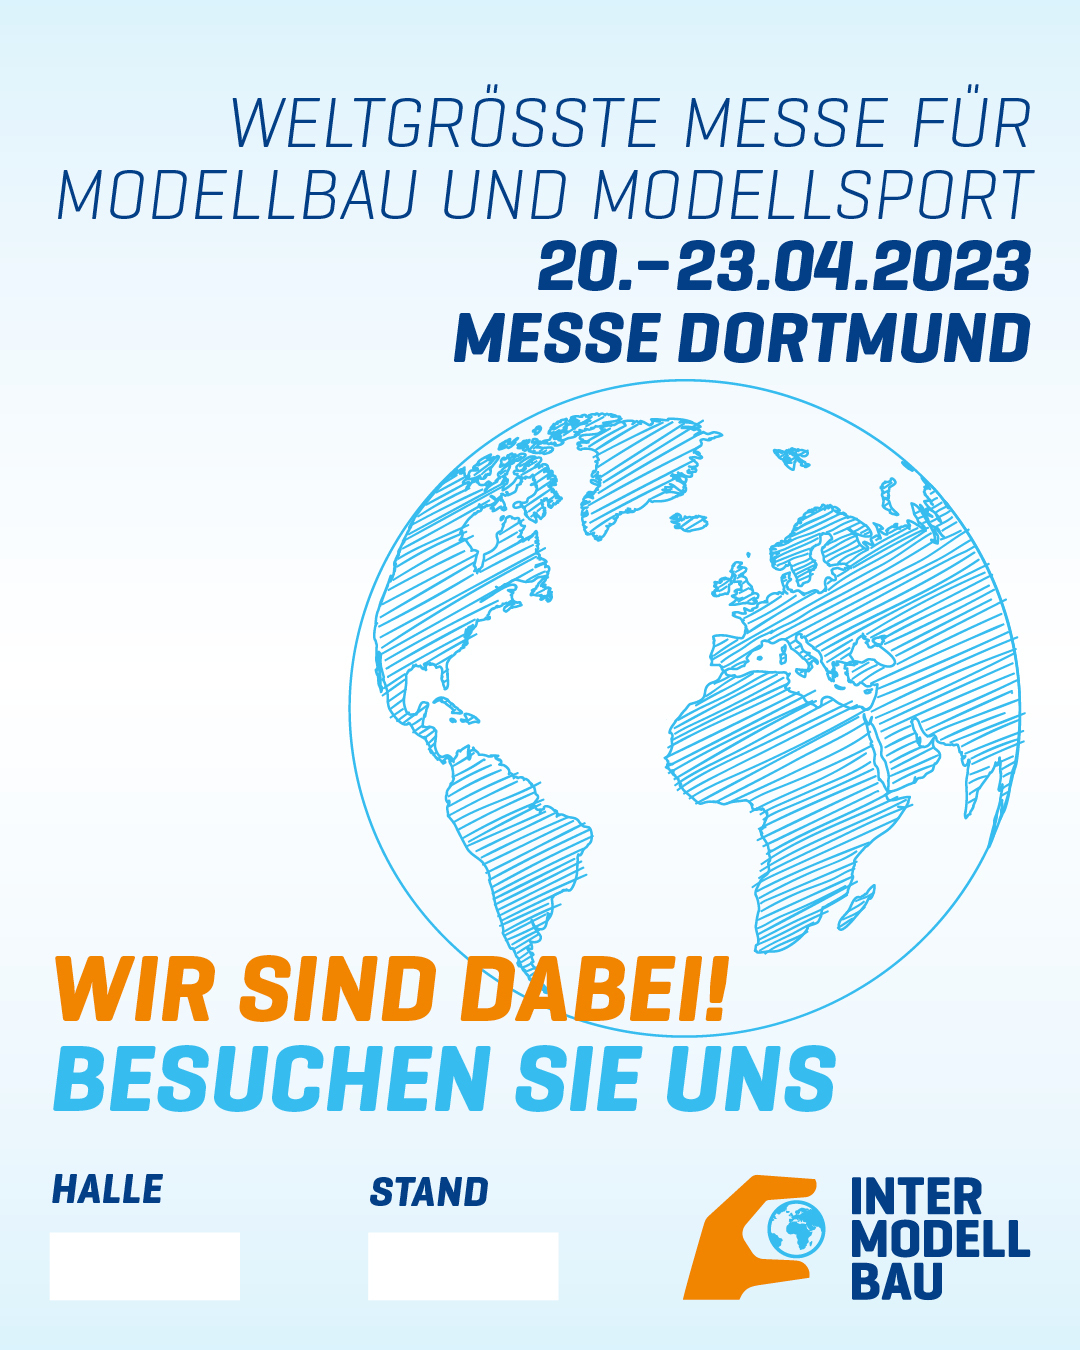 WELTGRÖSSTE MESSE FÜR
MODELLBAU UND MODELLSPORT
20.–23.04.2023
MESSE DORTMUND
WIR SIND DABEI!
BESUCHEN SIE UNS
HALLE
STAND
INTER
MODELL
BAU